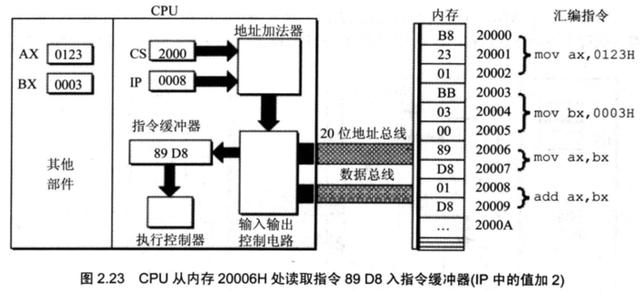 CPU
内存
汇编指令
地址加法器
AX 0123
BX 0003
CS 2000
IP 0008
其他
部件
指令缓冲器
89 D8
执行控制器
输入输出
控制电路
20 位地址总线
数据总线
B8 20000
23 20001
01 20002
mov ax,0123H
BB 20003
03 20004
00 20005
mov bx,0003H
89 20006
D8 20007
mov ax,bx
01 20008
D8 20009
add ax,bx
... 2000A
图 2.23 CPU 从内存 20006H 处读取指令 89 D8 入指令缓冲器(IP 中的值加 2)